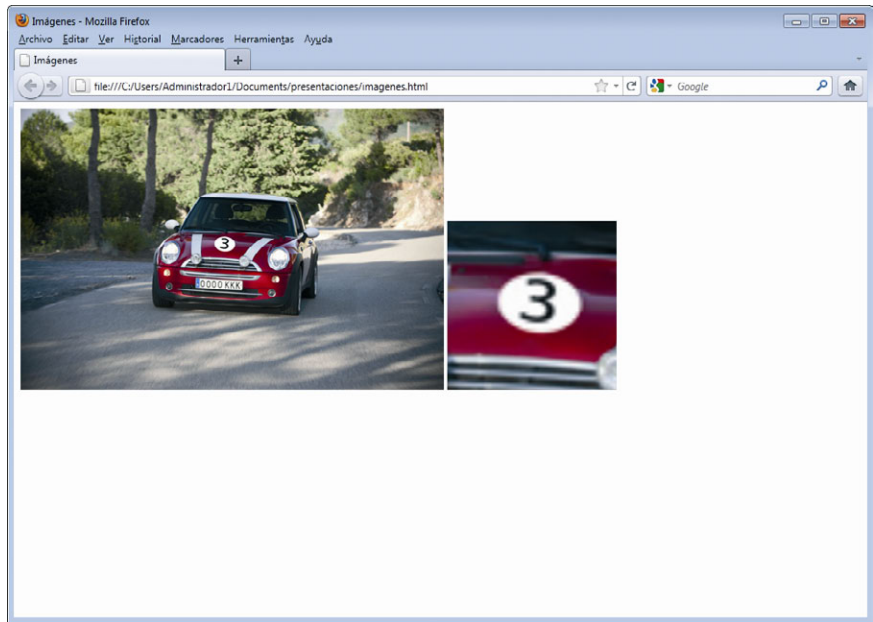 Imágenes - Mozilla Firefox
Archivo Editar Ver Historial Marcadores Herramientas Ayuda
Imágenes
file:///C:/Users/Administrador1/Documents/presentaciones/imagenes.html
Google
3
0000 KKK
3